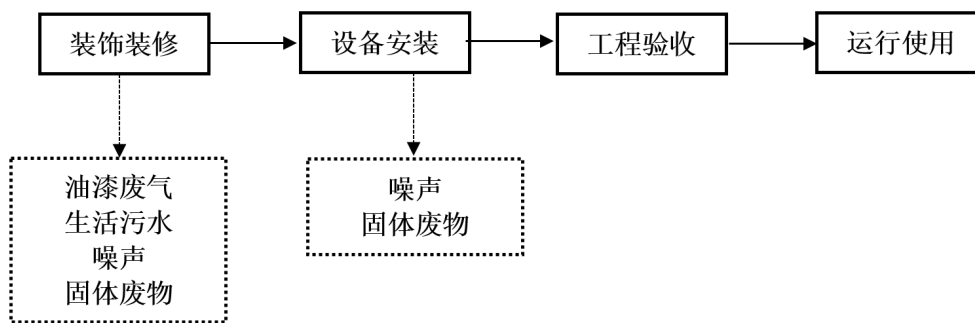 装饰装修
设备安装
工程验收
运行使用
油漆废气
生活污水
噪声
固体废物
噪声
固体废物